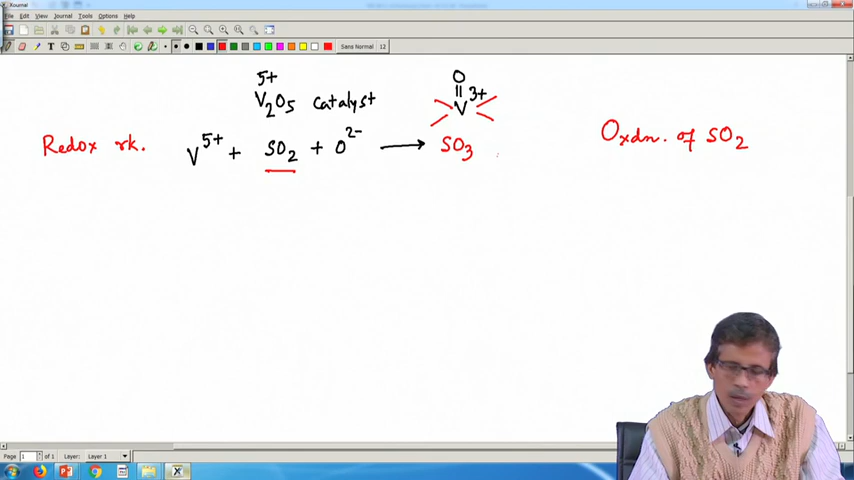 Xournal
File Edit View Journal Tools Options Help
Sans Normal 12
5+ O
V2O5 catalyst V 3+
Redox rk. V5+ + SO2 + O2- → SO3 Oxdn. of SO2
Page 1 of 1 Layer: Layer 1